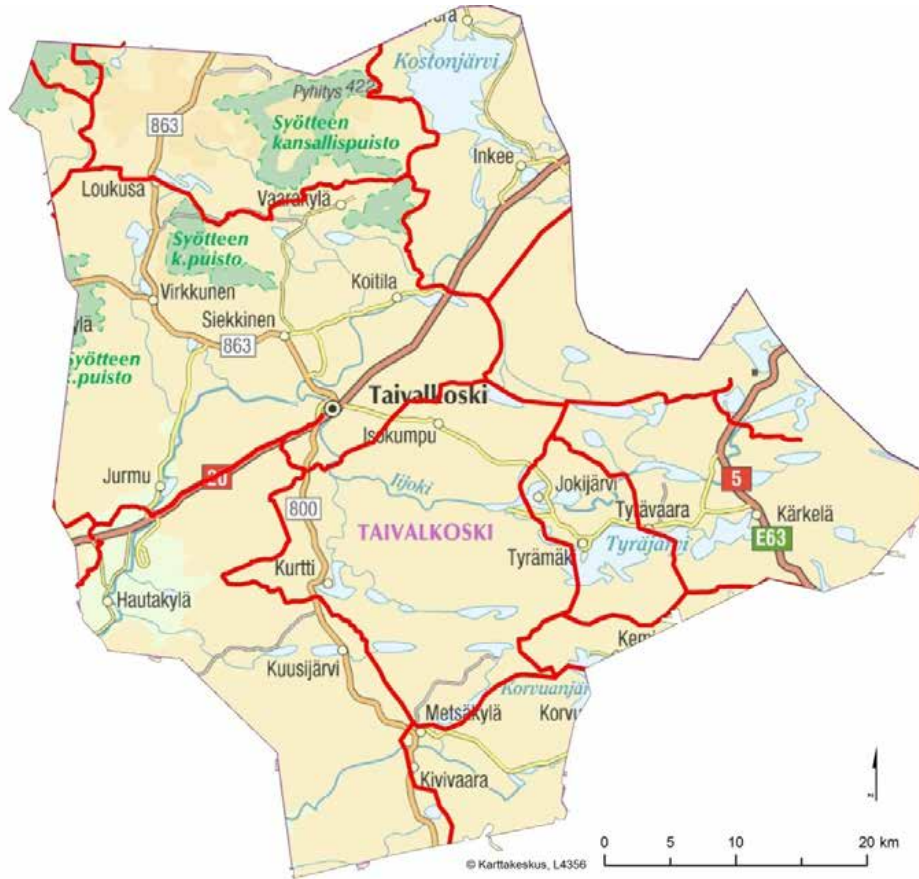 Kostonjärvi
Pyhitys 422
Syötteen
kansallispuisto
863
Inkee
Loukusa
Vaarakylä
Syötteen
k.puisto
Koitila
Virkkunen
Siekkinen
863
Syötteen
k.puisto
Taivalkoski
Isokumpu
Jurmu
20
Iijoki
Jokijärvi
5
800
Tyrävaara
Kärkelä
TAIVALKOSKI
E63
Tyrämäki
Tyräjärvi
Kurtti
Hautakylä
Kuusijärvi
Metsäkylä
Kivivaara
0 5 10 20 km
© Karttakeskus, L4356